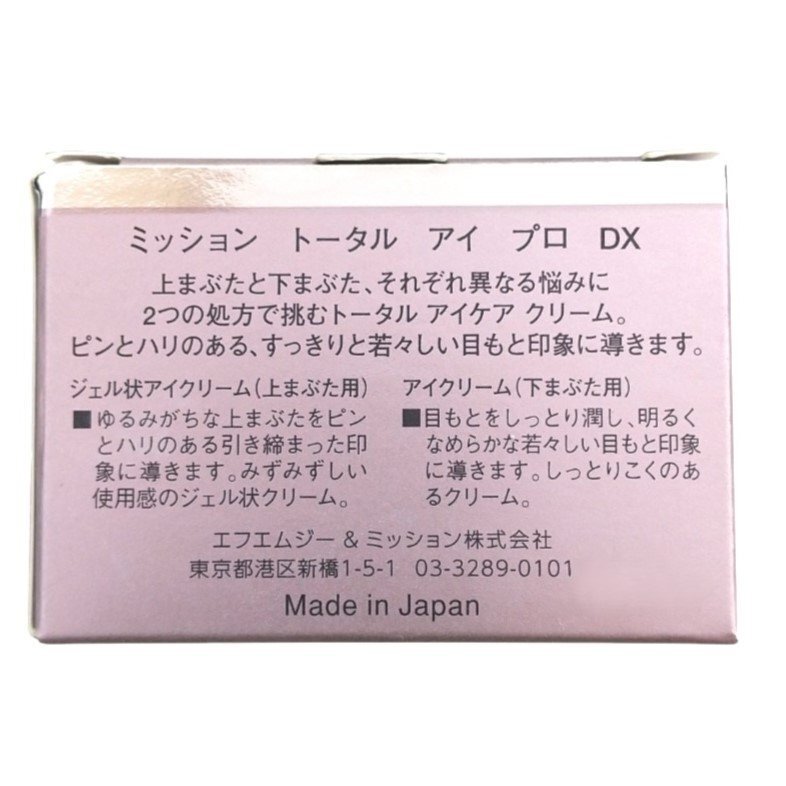 ミッション トータル アイ プロ DX
上まぶたと下まぶた、それぞれ異なる悩みに
2つの処方で挑むトータル アイケア クリーム。
ピンとハリのある、すっきりと若々しい目もと印象に導きます。
ジェル状アイクリーム(上まぶた用)
■ ゆるみがちな上まぶたをピン
とハリのある引き締まった印
象に導きます。みずみずしい
使用感のジェル状クリーム。
アイクリーム(下まぶた用)
■目もとをしっとり潤し、明るく
なめらかな若々しい目もと印象
に導きます。しっとりこくのあ
るクリーム。
エフエムジー & ミッション株式会社
東京都港区新橋1-5-1 03-3289-0101
Made in Japan